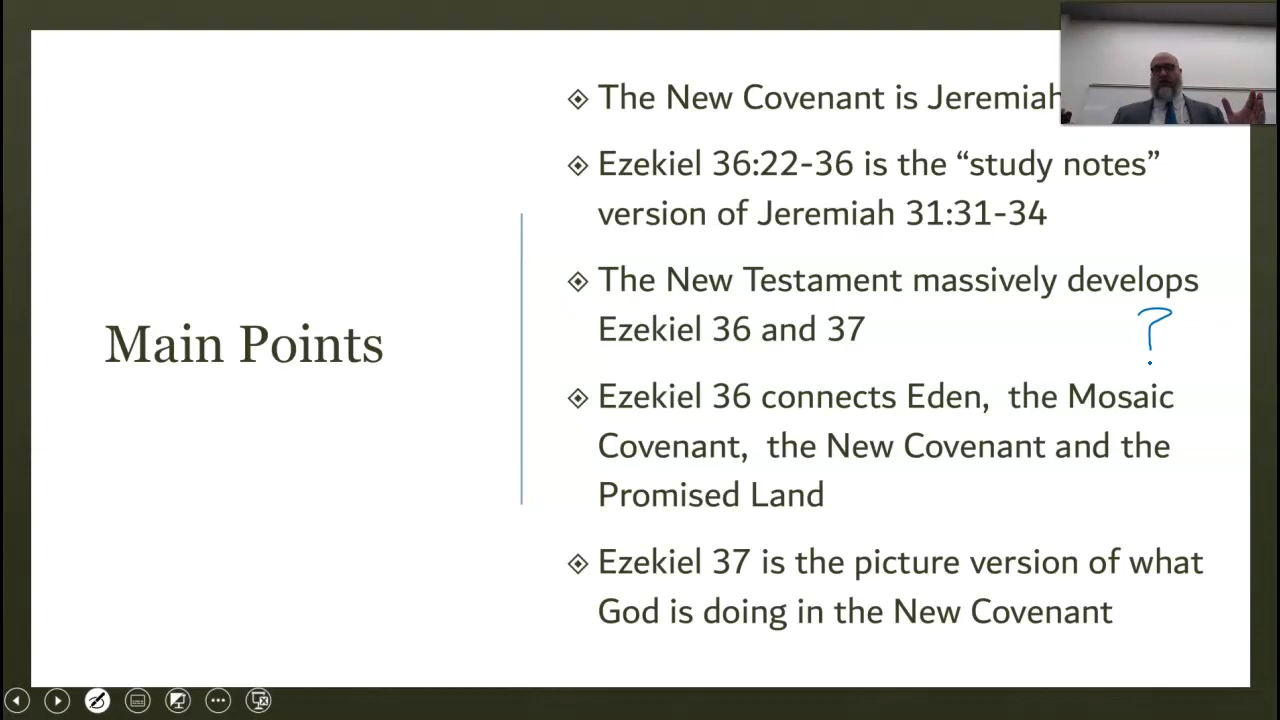 The New Covenant is Jeremiah
Ezekiel 36:22-36 is the “study notes”
version of Jeremiah 31:31-34
The New Testament massively develops
Ezekiel 36 and 37
?
Main Points
Ezekiel 36 connects Eden,  the Mosaic
Covenant,  the New Covenant and the
Promised Land
Ezekiel 37 is the picture version of what
God is doing in the New Covenant